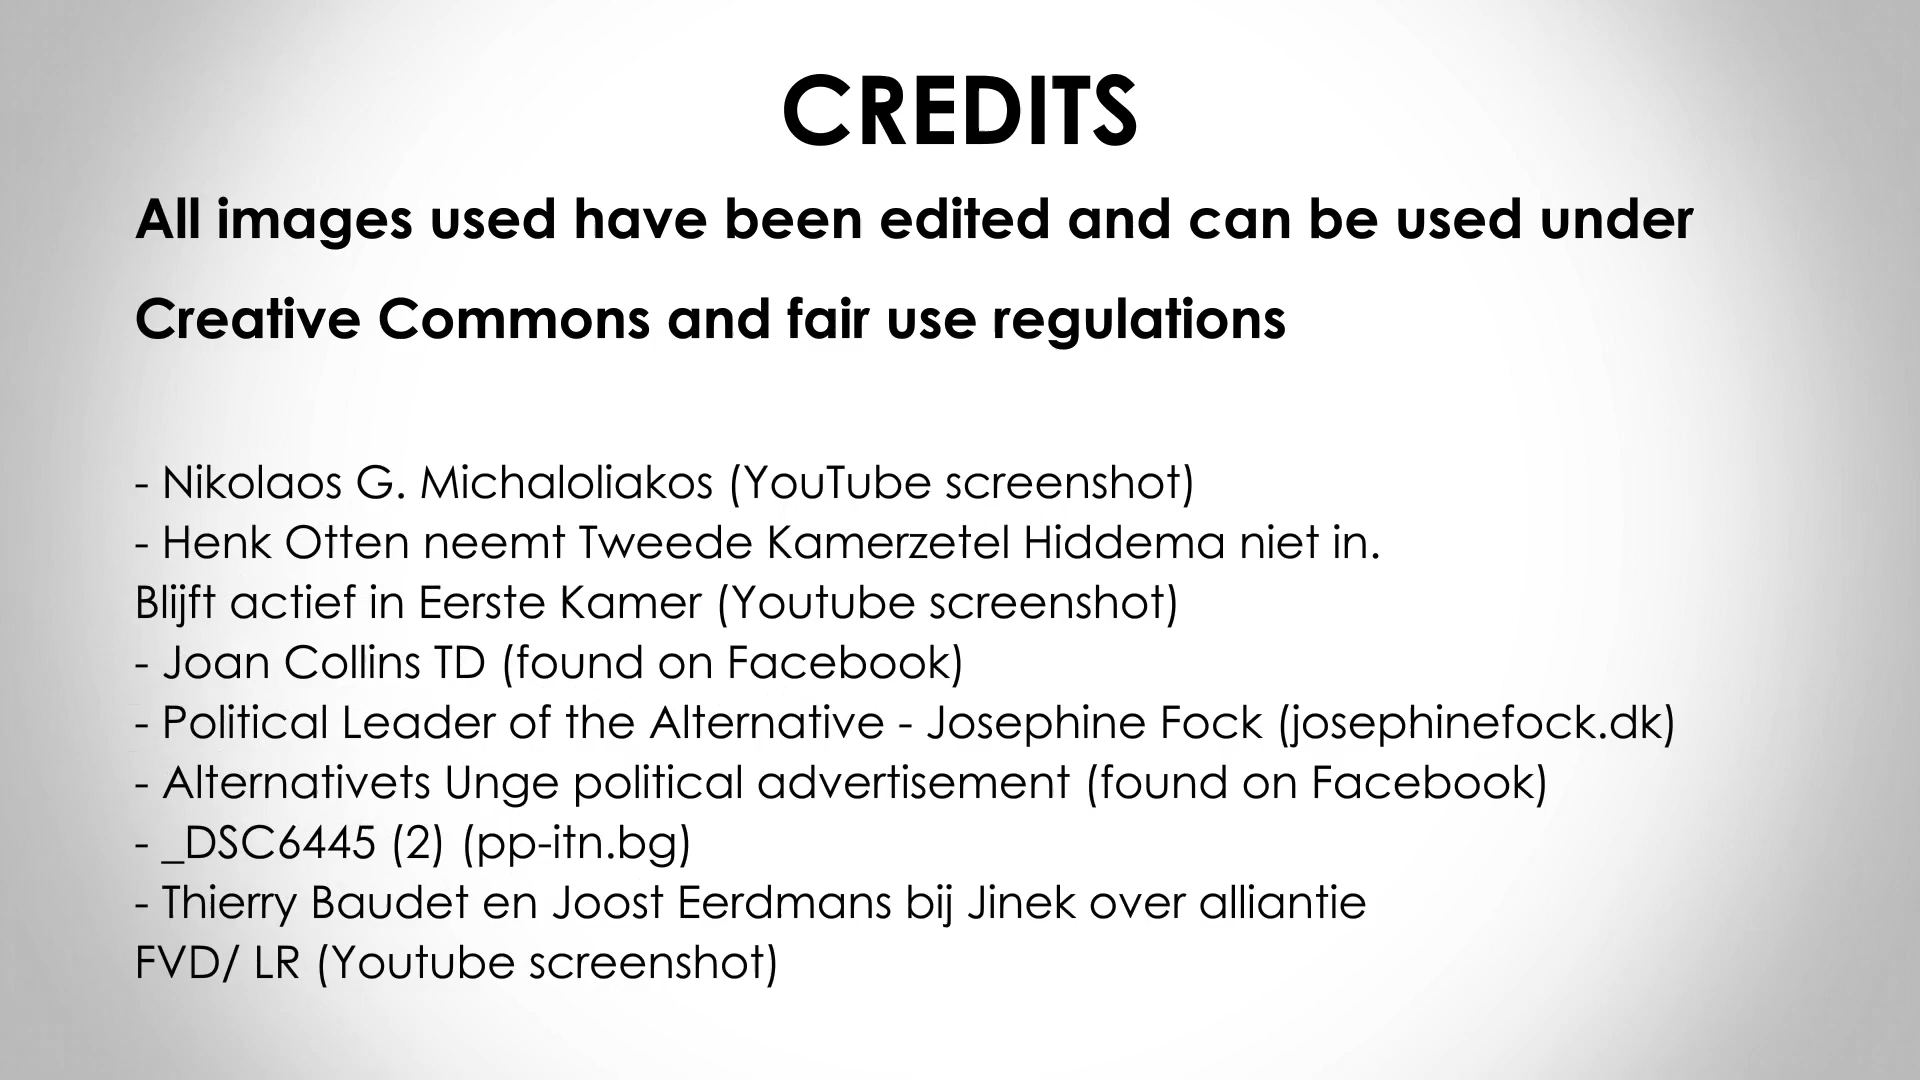 CREDITS
All images used have been edited and can be used under
Creative Commons and fair use regulations
- Nikolaos G. Michaloliakos (YouTube screenshot)
- Henk Otten neemt Tweede Kamerzetel Hiddema niet in.
Blijft actief in Eerste Kamer (Youtube screenshot)
- Joan Collins TD (found on Facebook)
- Political Leader of the Alternative - Josephine Fock (josephinefock.dk)
- Alternativets Unge political advertisement (found on Facebook)
- _DSC6445 (2) (pp-itn.bg)
- Thierry Baudet en Joost Eerdmans bij Jinek over alliantie
FVD/ LR (Youtube screenshot)